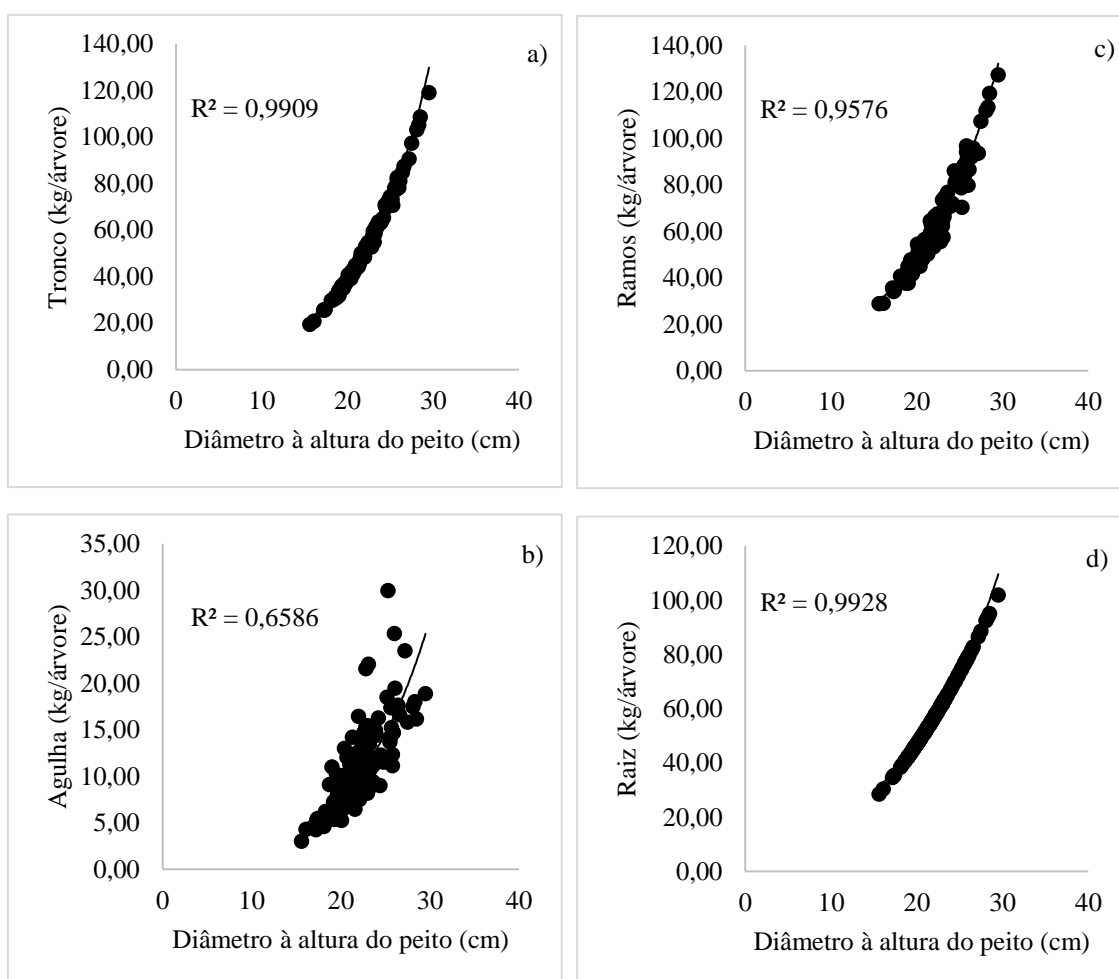 a)
Tronco (kg/árvore)
140,00
120,00
100,00
80,00
60,00
40,00
20,00
0,00
R² = 0,9909
0 10 20 30 40
Diâmetro à altura do peito (cm)
c)
Ramos (kg/árvore)
140,00
120,00
100,00
80,00
60,00
40,00
20,00
0,00
R² = 0,9576
0 10 20 30 40
Diâmetro à altura do peito (cm)
b)
Agulha (kg/árvore)
35,00
30,00
25,00
20,00
15,00
10,00
5,00
0,00
R² = 0,6586
0 10 20 30 40
Diâmetro à altura do peito (cm)
d)
Raiz (kg/árvore)
120,00
100,00
80,00
60,00
40,00
20,00
0,00
R² = 0,9928
0 10 20 30 40
Diâmetro à altura do peito (cm)